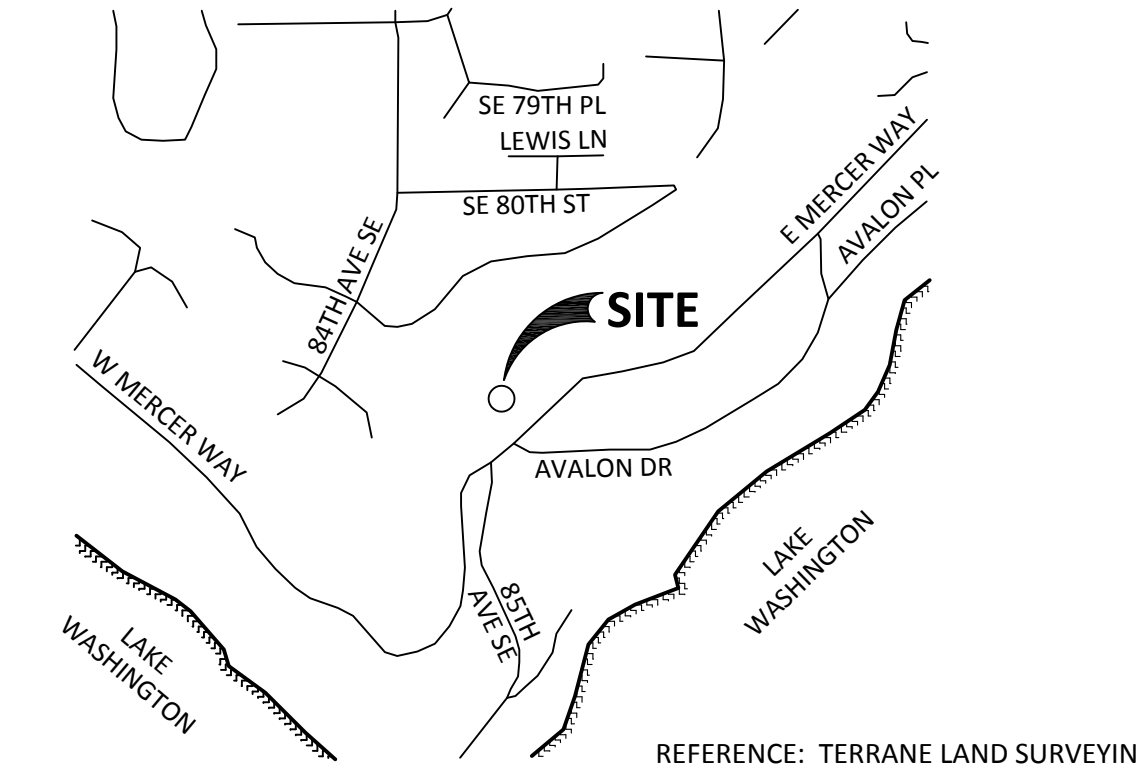 SE 79TH PL
LEWIS LN
SE 80TH ST
E MERCER WAY
AVALON PL
84TH AVE SE
SITE
W MERCER WAY
AVALON DR
85TH
AVE SE
LAKE
WASHINGTON
LAKE
WASHINGTON
REFERENCE: TERRANE LAND SURVEYIN